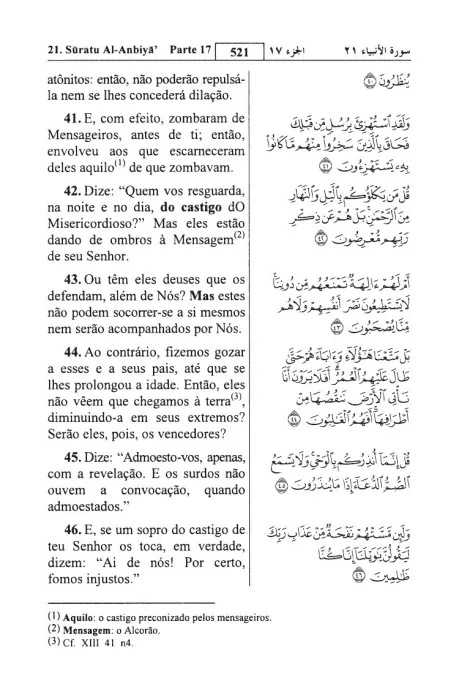 21. Sūratu Al-Anbiyā’ Parte 17 521 الجزء ١٧ سورة الأنبياء ٢١
atônitos: então, não poderão repulsá-
la nem se lhes concederá dilação.
41. E, com efeito, zombaram de
Mensageiros, antes de ti; então,
envolveu aos que escarneceram
deles aquilo(1) de que zombavam.
42. Dize: “Quem vos resguarda,
na noite e no dia, do castigo dO
Misericordioso?” Mas eles estão
dando de ombros à Mensagem(2)
de seu Senhor.
43. Ou têm eles deuses que os
defendam, além de Nós? Mas estes
não podem socorrer-se a si mesmos
nem serão acompanhados por Nós.
44. Ao contrário, fizemos gozar
a esses e a seus pais, até que se
lhes prolongou a idade. Então, eles
não vêem que chegamos à terra(3),
diminuindo-a em seus extremos?
Serão eles, pois, os vencedores?
45. Dize: “Admoesto-vos, apenas,
com a revelação. E os surdos não
ouvem a convocação, quando
admoestados.”
46. E, se um sopro do castigo de
teu Senhor os toca, em verdade,
dizem: “Ai de nós! Por certo,
fomos injustos.”
يُنظَرُونَ ٤٠
وَلَقَدِ ٱسْتُهْزِئَ بِرُسُلٍ مِّن قَبْلِكَ
فَحَاقَ بِٱلَّذِينَ سَخِرُوا۟ مِنْهُم مَّا كَانُوا۟
بِهِۦ يَسْتَهْزِءُونَ ٤١
قُلْ مَن يَكْلَؤُكُم بِٱلَّيْلِ وَٱلنَّهَارِ
مِنَ ٱلرَّحْمَٰنِ بَلْ هُمْ عَن ذِكْرِ
رَبِّهِم مُّعْرِضُونَ ٤٢
أَمْ لَهُمْ ءَالِهَةٌ تَمْنَعُهُم مِّن دُونِنَا
لَا يَسْتَطِيعُونَ نَصْرَ أَنفُسِهِمْ وَلَا هُم
مِّنَّا يُصْحَبُونَ ٤٣
بَلْ مَتَّعْنَا هَٰٓؤُلَآءِ وَءَابَآءَهُمْ حَتَّىٰ
طَالَ عَلَيْهِمُ ٱلْعُمُرُ أَفَلَا يَرَوْنَ أَنَّا
نَأْتِى ٱلْأَرْضَ نَنقُصُهَا مِنْ
أَطْرَافِهَآ أَفَهُمُ ٱلْغَٰلِبُونَ ٤٤
قُلْ إِنَّمَآ أُنذِرُكُم بِٱلْوَحْىِ وَلَا يَسْمَعُ
ٱلصُّمُّ ٱلدُّعَآءَ إِذَا مَا يُنذَرُونَ ٤٥
وَلَئِن مَّسَّتْهُمْ نَفْحَةٌ مِّنْ عَذَابِ رَبِّكَ
لَيَقُولُنَّ يَٰوَيْلَنَآ إِنَّا كُنَّا
ظَٰلِمِينَ ٤٦
(1) Aquilo: o castigo preconizado pelos mensageiros.
(2) Mensagem: o Alcorão.
(3) Cf. XIII 41 n4.